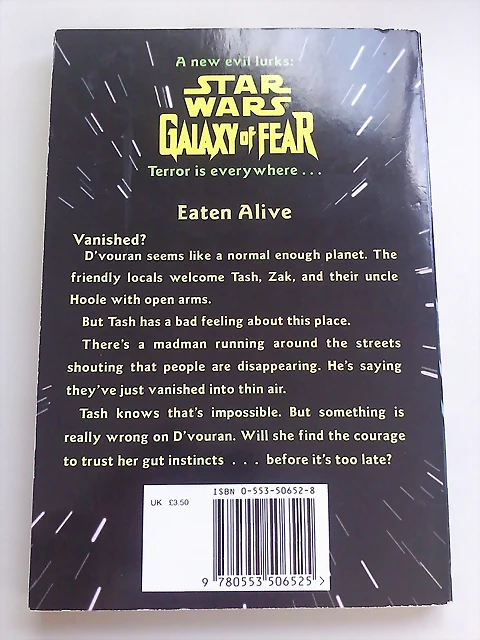 A new evil lurks:
STAR
WARS
GALAXY of FEAR
Terror is everywhere . . .
Eaten Alive
Vanished?
D'vouran seems like a normal enough planet. The
friendly locals welcome Tash, Zak, and their uncle
Hoole with open arms.
But Tash has a bad feeling about this place.
There's a madman running around the streets
shouting that people are disappearing. He's saying
they've just vanished into thin air.
Tash knows that's impossible. But something is
really wrong on D'vouran. Will she find the courage
to trust her gut instincts . . . before it's too late?
UK £3.50
ISBN 0-553-50652-8
9 780553 506525 >